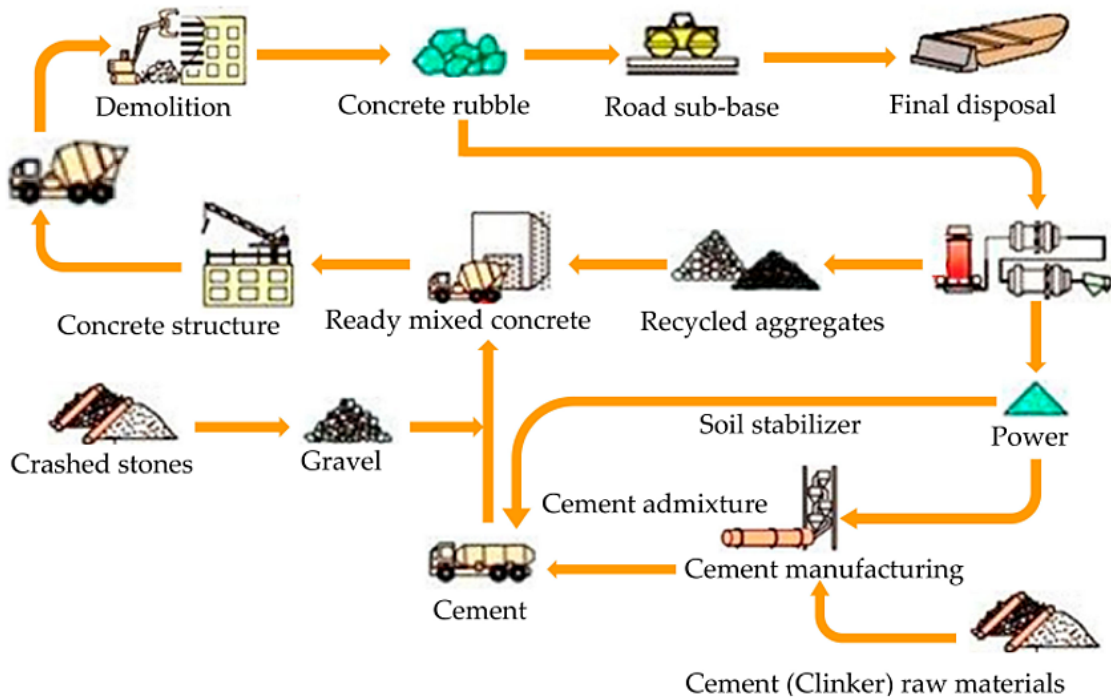 Demolition
Concrete rubble
Road sub-base
Final disposal
Concrete structure
Ready mixed concrete
Recycled aggregates
Crashed stones
Gravel
Soil stabilizer
Power
Cement admixture
Cement
Cement manufacturing
Cement (Clinker) raw materials